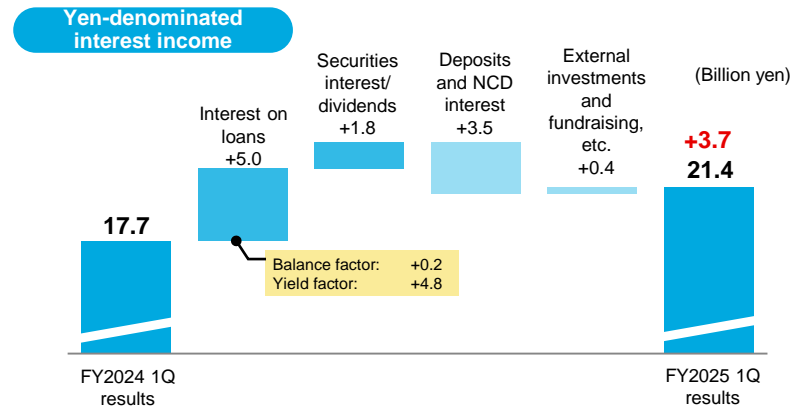 Yen-denominated
interest income
(Billion yen)
17.7
Interest on
loans
+5.0
Balance factor: +0.2
Yield factor: +4.8
Securities
interest/
dividends
+1.8
Deposits
and NCD
interest
+3.5
External
investments
and
fundraising,
etc.
+0.4
+3.7
21.4
FY2024 1Q
results
FY2025 1Q
results